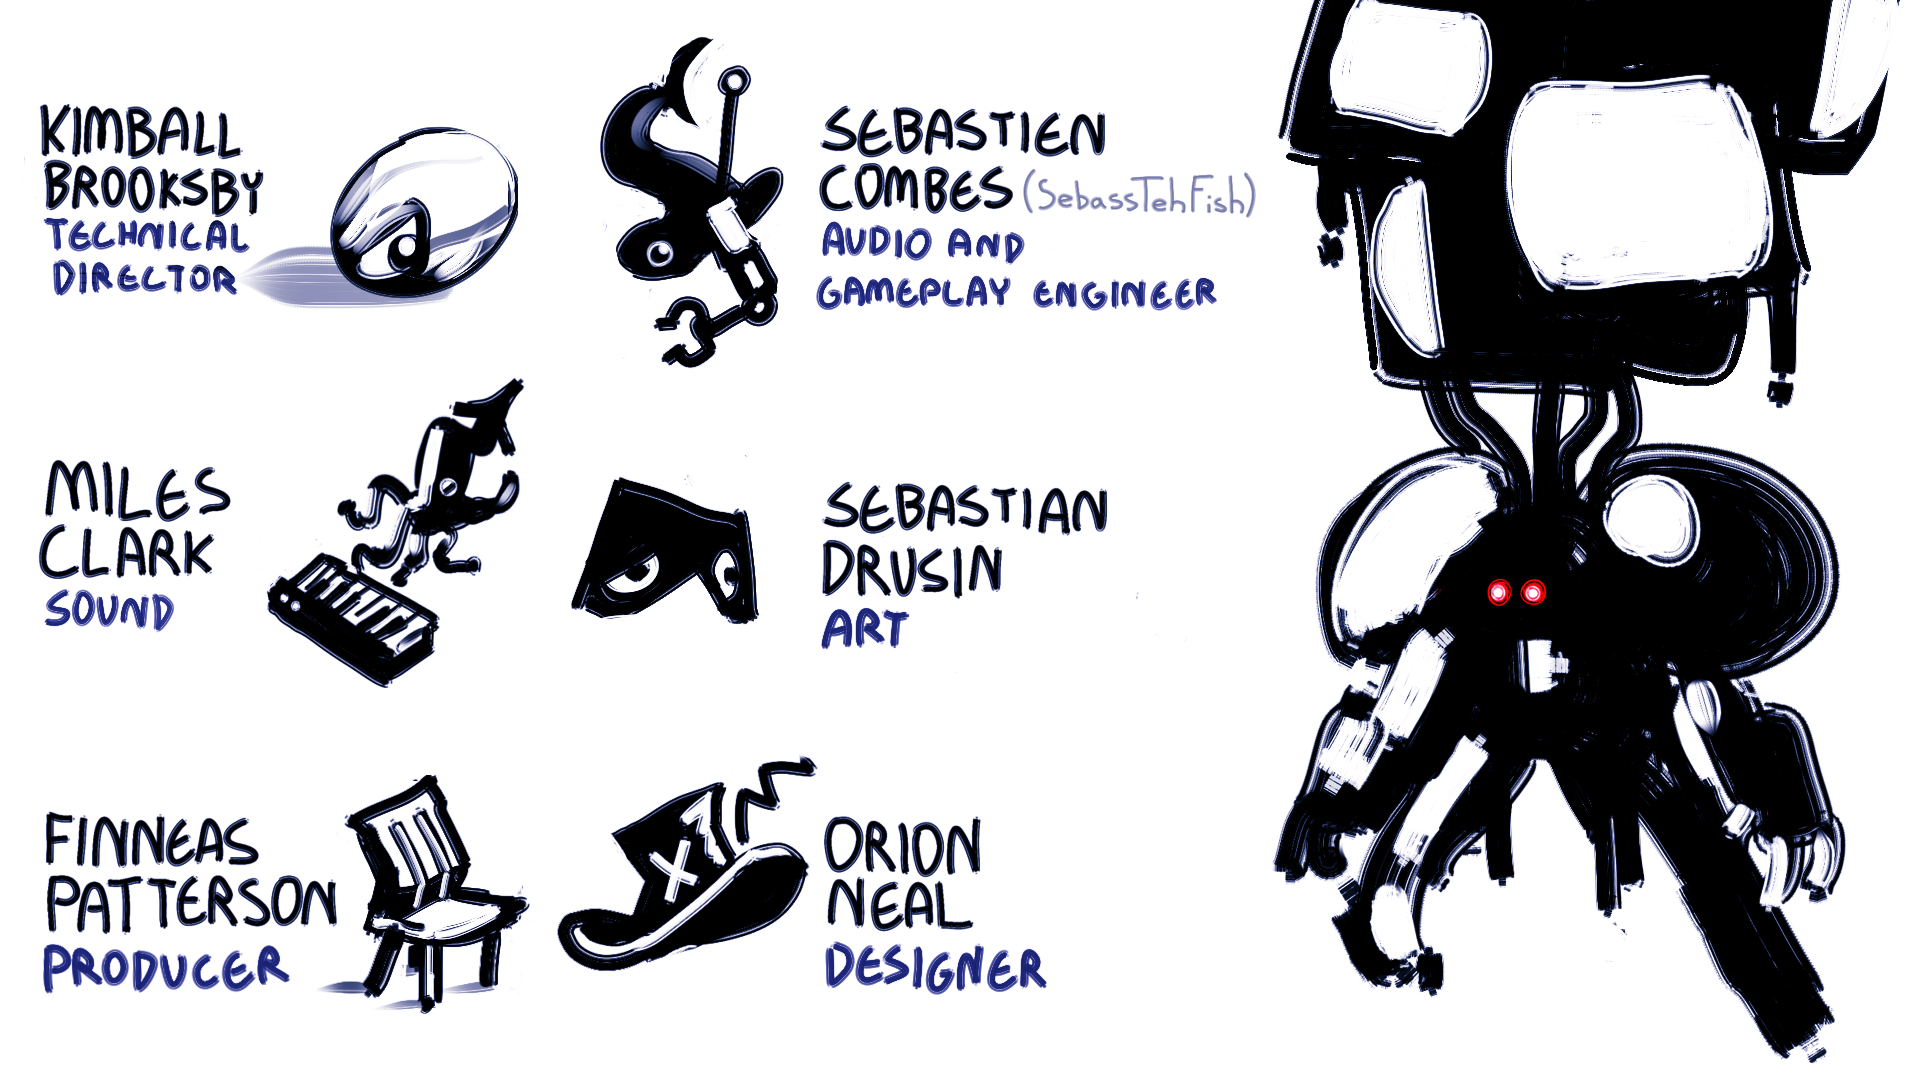 KIMBALL
BROOKSBY
TECHNICAL
DIRECTOR
SEBASTIEN
COMBES (SebassTehFish)
AUDIO AND
GAMEPLAY ENGINEER
MILES
CLARK
SOUND
SEBASTIAN
DRUSIN
ART
FINNEAS
PATTERSON
PRODUCER
ORION
NEAL
DESIGNER